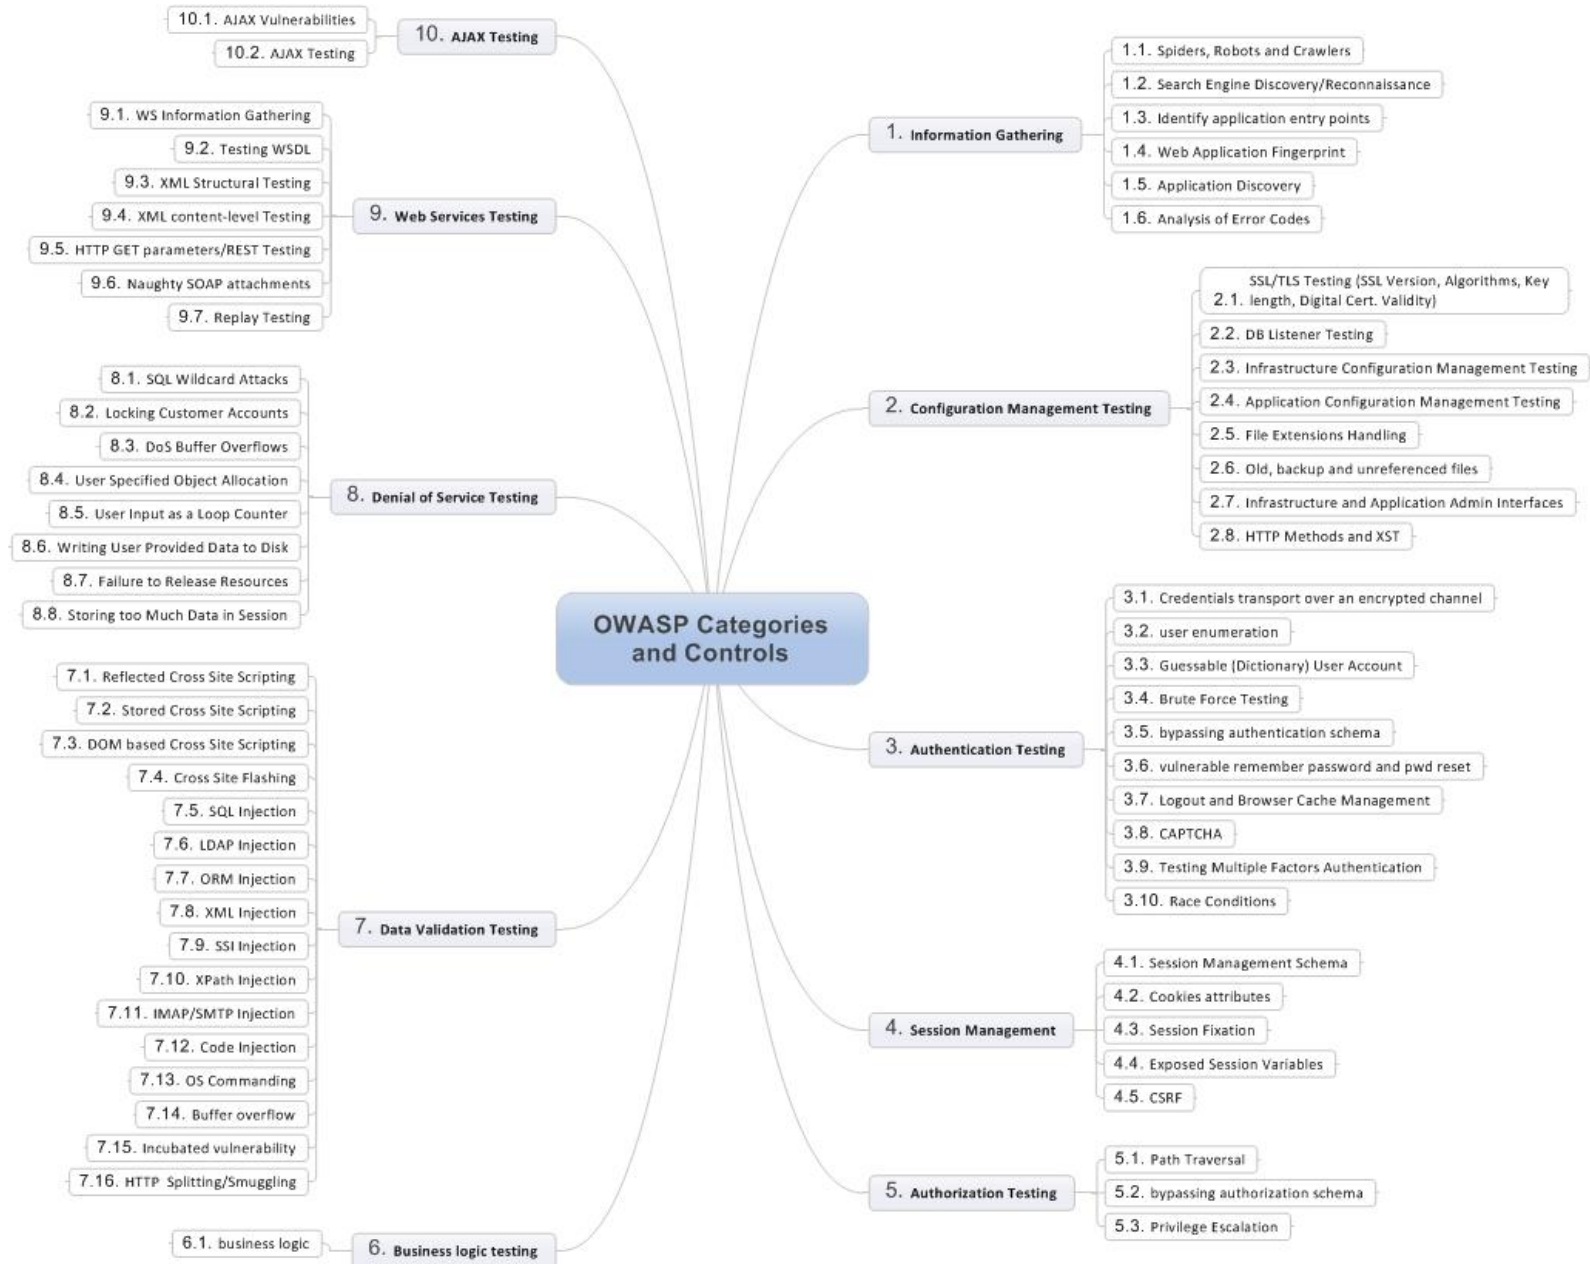 OWASP Categories
and Controls
1. Information Gathering
1.1. Spiders, Robots and Crawlers
1.2. Search Engine Discovery/Reconnaissance
1.3. Identify application entry points
1.4. Web Application Fingerprint
1.5. Application Discovery
1.6. Analysis of Error Codes
2. Configuration Management Testing
SSL/TLS Testing (SSL Version, Algorithms, Key
2.1. length, Digital Cert. Validity)
2.2. DB Listener Testing
2.3. Infrastructure Configuration Management Testing
2.4. Application Configuration Management Testing
2.5. File Extensions Handling
2.6. Old, backup and unreferenced files
2.7. Infrastructure and Application Admin Interfaces
2.8. HTTP Methods and XST
3. Authentication Testing
3.1. Credentials transport over an encrypted channel
3.2. user enumeration
3.3. Guessable (Dictionary) User Account
3.4. Brute Force Testing
3.5. bypassing authentication schema
3.6. vulnerable remember password and pwd reset
3.7. Logout and Browser Cache Management
3.8. CAPTCHA
3.9. Testing Multiple Factors Authentication
3.10. Race Conditions
4. Session Management
4.1. Session Management Schema
4.2. Cookies attributes
4.3. Session Fixation
4.4. Exposed Session Variables
4.5. CSRF
5. Authorization Testing
5.1. Path Traversal
5.2. bypassing authorization schema
5.3. Privilege Escalation
6. Business logic testing
6.1. business logic
7. Data Validation Testing
7.1. Reflected Cross Site Scripting
7.2. Stored Cross Site Scripting
7.3. DOM based Cross Site Scripting
7.4. Cross Site Flashing
7.5. SQL Injection
7.6. LDAP Injection
7.7. ORM Injection
7.8. XML Injection
7.9. SSI Injection
7.10. XPath Injection
7.11. IMAP/SMTP Injection
7.12. Code Injection
7.13. OS Commanding
7.14. Buffer overflow
7.15. Incubated vulnerability
7.16. HTTP Splitting/Smuggling
8. Denial of Service Testing
8.1. SQL Wildcard Attacks
8.2. Locking Customer Accounts
8.3. DoS Buffer Overflows
8.4. User Specified Object Allocation
8.5. User Input as a Loop Counter
8.6. Writing User Provided Data to Disk
8.7. Failure to Release Resources
8.8. Storing too Much Data in Session
9. Web Services Testing
9.1. WS Information Gathering
9.2. Testing WSDL
9.3. XML Structural Testing
9.4. XML content-level Testing
9.5. HTTP GET parameters/REST Testing
9.6. Naughty SOAP attachments
9.7. Replay Testing
10. AJAX Testing
10.1. AJAX Vulnerabilities
10.2. AJAX Testing